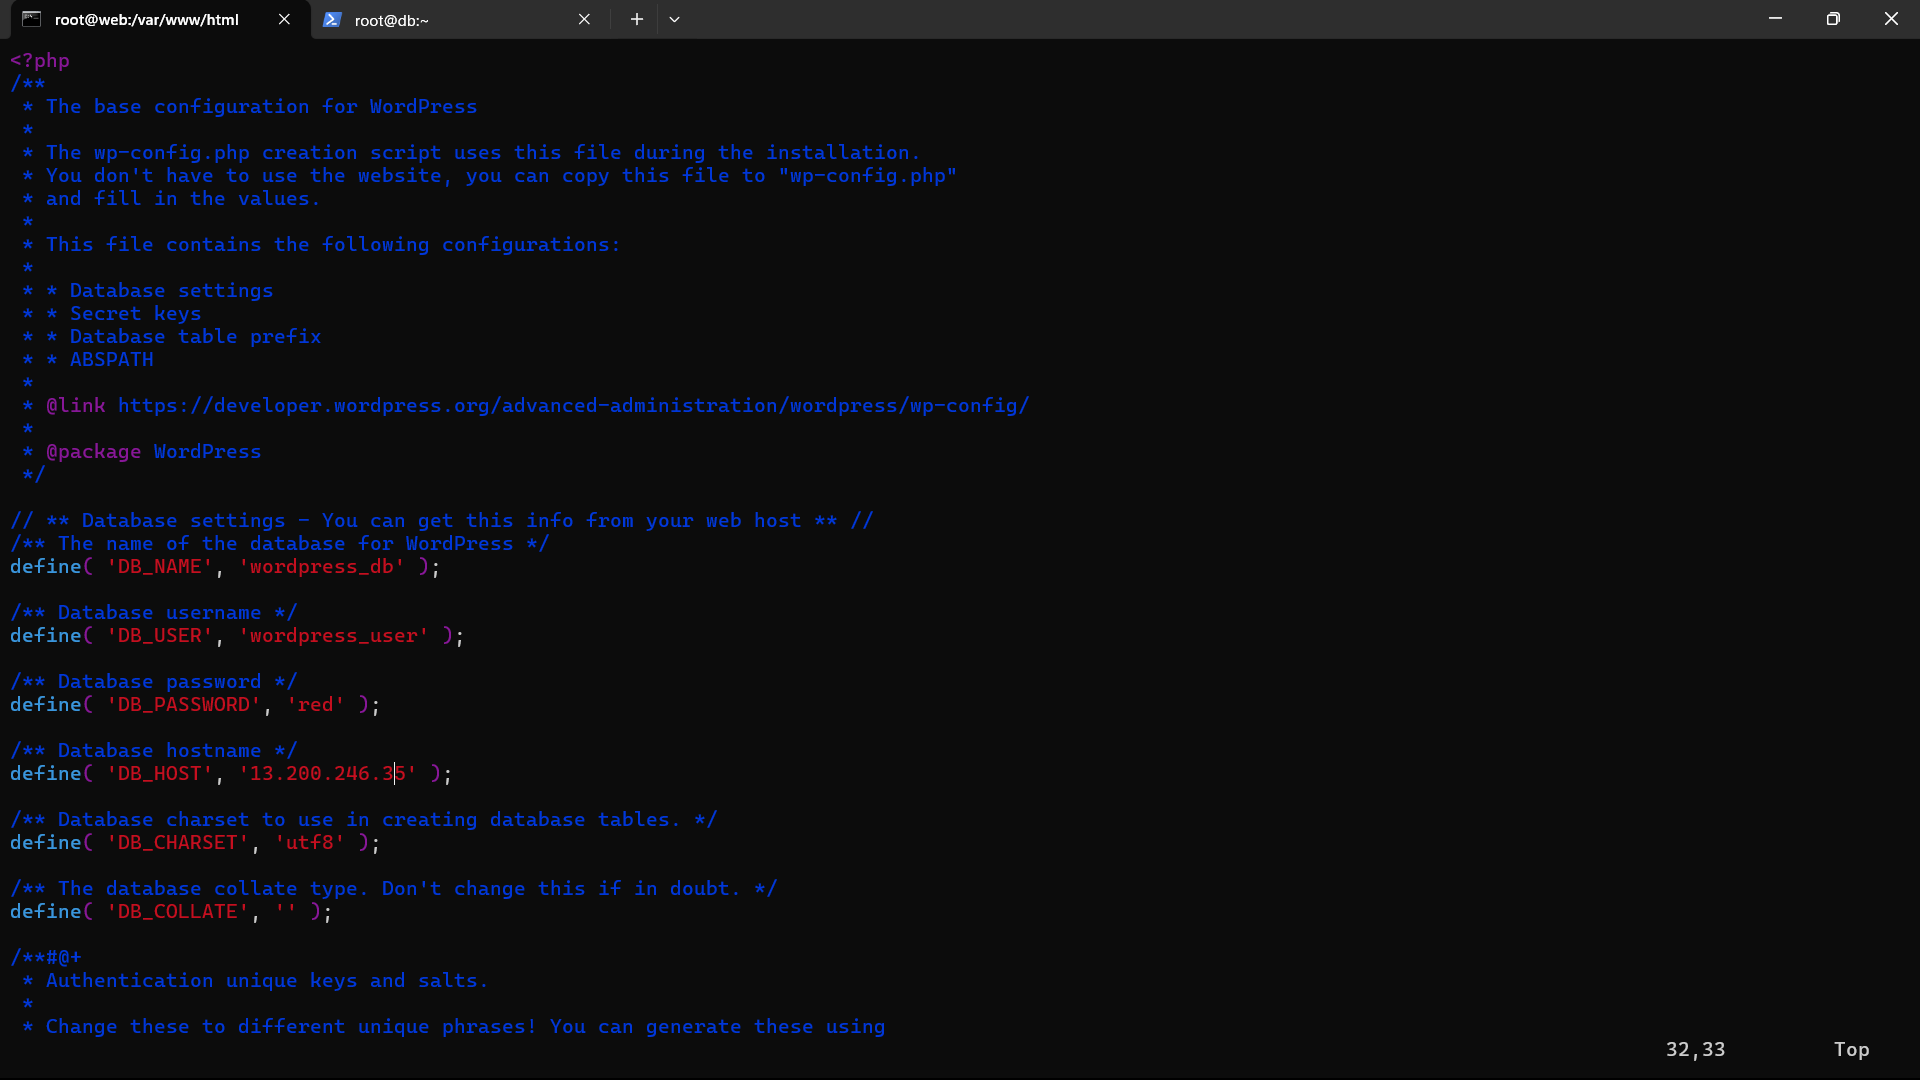 root@web:/var/www/html
root@db:~
<?php
/**
 * The base configuration for WordPress
 *
 * The wp-config.php creation script uses this file during the installation.
 * You don't have to use the website, you can copy this file to "wp-config.php"
 * and fill in the values.
 *
 * This file contains the following configurations:
 *
 * * Database settings
 * * Secret keys
 * * Database table prefix
 * * ABSPATH
 *
 * @link https://developer.wordpress.org/advanced-administration/wordpress/wp-config/
 *
 * @package WordPress
 */

// ** Database settings - You can get this info from your web host ** //
/** The name of the database for WordPress */
define( 'DB_NAME', 'wordpress_db' );

/** Database username */
define( 'DB_USER', 'wordpress_user' );

/** Database password */
define( 'DB_PASSWORD', 'red' );

/** Database hostname */
define( 'DB_HOST', '13.200.246.35' );

/** Database charset to use in creating database tables. */
define( 'DB_CHARSET', 'utf8' );

/** The database collate type. Don't change this if in doubt. */
define( 'DB_COLLATE', '' );

/**#@+
 * Authentication unique keys and salts.
 *
 * Change these to different unique phrases! You can generate these using
32,33 Top